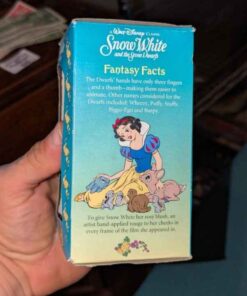 A WALT DISNEY CLASSIC
Snow White
and the Seven Dwarfs
Fantasy Facts
The Dwarfs' hands have only three fingers
and a thumb—making them easier to
animate. Other names considered for the
Dwarfs included: Wheezy, Puffy, Stuffy,
Biggo-Ego and Burpy.
To give Snow White her rosy blush, an
artist hand-applied rouge to her cheeks in
every frame of the film she appeared in.